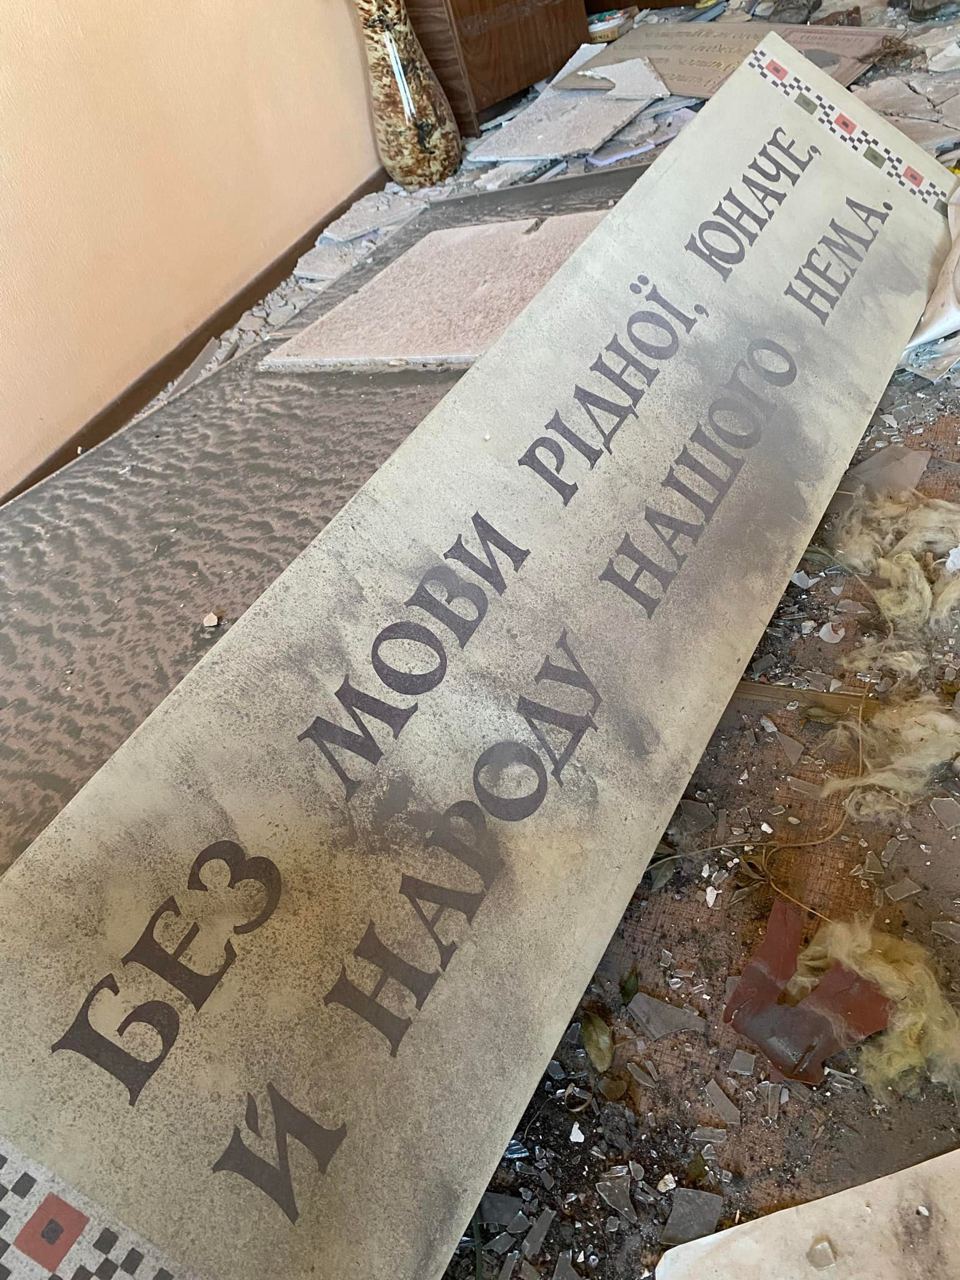 БЕЗ МОВИ РІДНОЇ, ЮНАЧЕ,
Й НАРОДУ НАШОГО НЕМА.